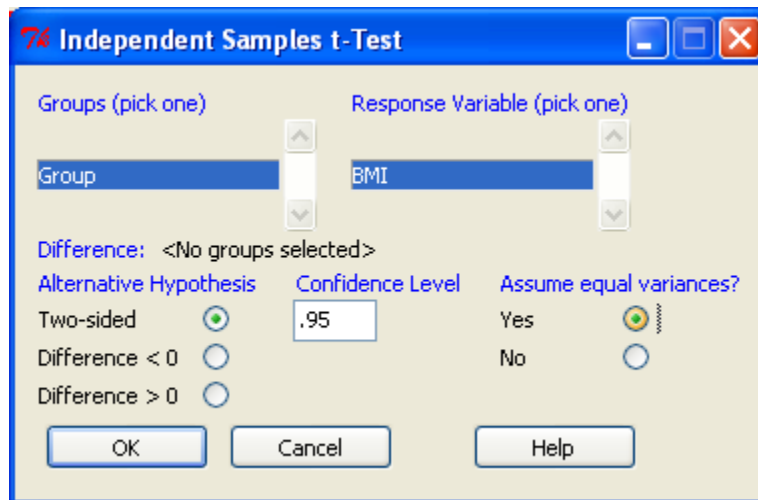 Independent Samples t-Test
Groups (pick one) Response Variable (pick one)
Group BMI
Difference: <No groups selected>
Alternative Hypothesis Confidence Level Assume equal variances?
Two-sided .95 Yes
Difference < 0 No
Difference > 0
OK Cancel Help